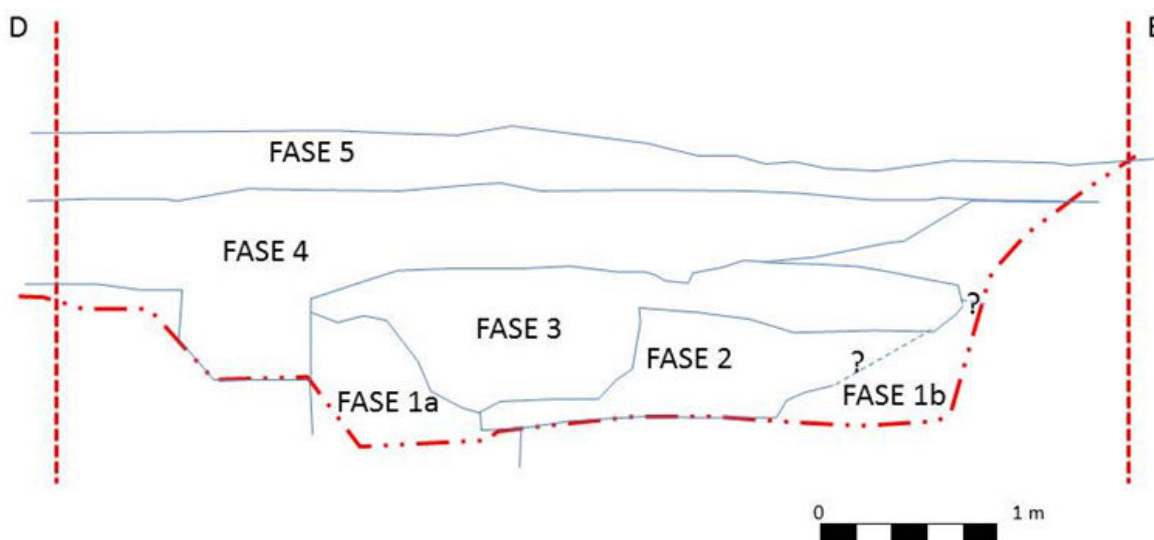 D
E
FASE 5
FASE 4
?
FASE 3
FASE 2
?
FASE 1a
FASE 1b
0 1 m